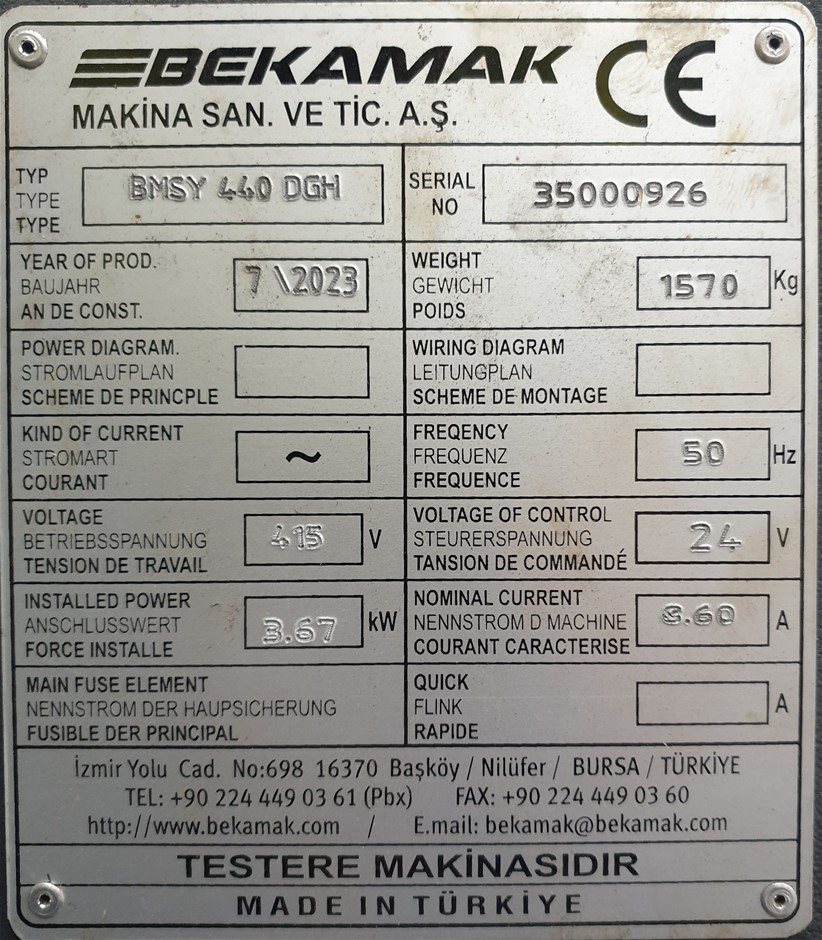 BEKAMAK CE
MAKİNA SAN. VE TİC. A.Ş.
TYP
TYPE
TYPE
BMSY 440 DGH
SERIAL
NO
35000926
YEAR OF PROD.
BAUJAHR
AN DE CONST.
7 \2023
WEIGHT
GEWICHT
POIDS
1570 Kg
POWER DIAGRAM.
STROMLAUFPLAN
SCHEME DE PRINCPLE
WIRING DIAGRAM
LEITUNGPLAN
SCHEME DE MONTAGE
KIND OF CURRENT
STROMART
COURANT
~
FREQENCY
FREQUENZ
FREQUENCE
50 Hz
VOLTAGE
BETRIEBSSPANNUNG
TENSION DE TRAVAIL
415 V
VOLTAGE OF CONTROL
STEURERSPANNUNG
TANSION DE COMMANDÉ
24 V
INSTALLED POWER
ANSCHLUSSWERT
FORCE INSTALLE
3.67 kW
NOMINAL CURRENT
NENNSTROM D MACHINE
COURANT CARACTERISE
A
MAIN FUSE ELEMENT
NENNSTROM DER HAUPSICHERUNG
FUSIBLE DER PRINCIPAL
QUICK
FLINK
RAPIDE
A
İzmir Yolu Cad. No:698 16370 Başköy / Nilüfer / BURSA / TÜRKİYE
TEL: +90 224 449 03 61 (Pbx) FAX: +90 224 449 03 60
http://www.bekamak.com / E.mail: bekamak@bekamak.com
TESTERE MAKİNASIDIR
MADE IN TÜRKİYE